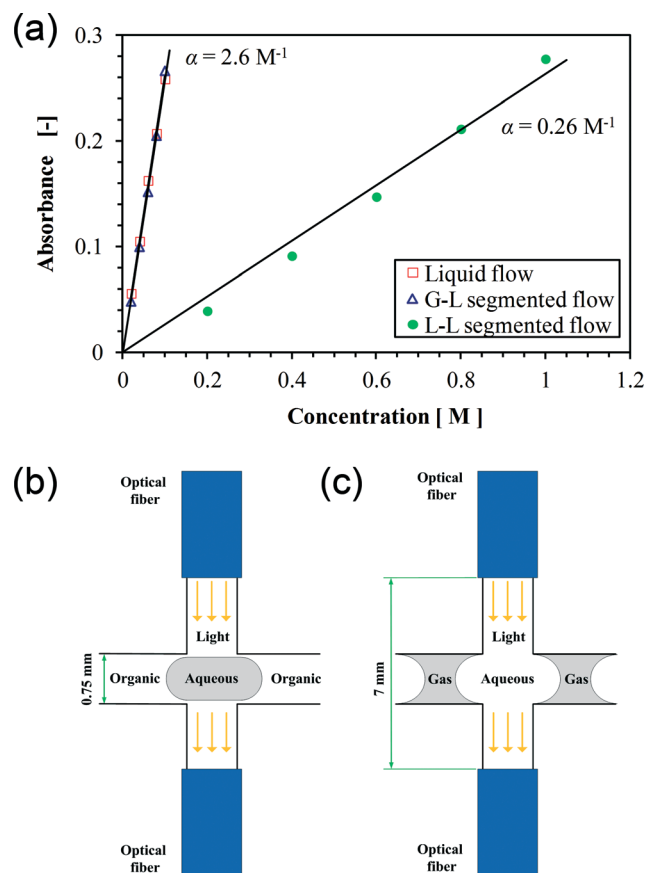 (a)
0.3
0.2
0.1
0
0
0.2
0.4
0.6
0.8
1
1.2
Absorbance [-]
Concentration [ M ]
α = 2.6 M⁻¹
α = 0.26 M⁻¹
Liquid flow
G-L segmented flow
L-L segmented flow
(b)
Optical
fiber
Light
0.75 mm
Organic
Aqueous
Organic
Optical
fiber
(c)
Optical
fiber
Light
7 mm
Gas
Aqueous
Gas
Optical
fiber